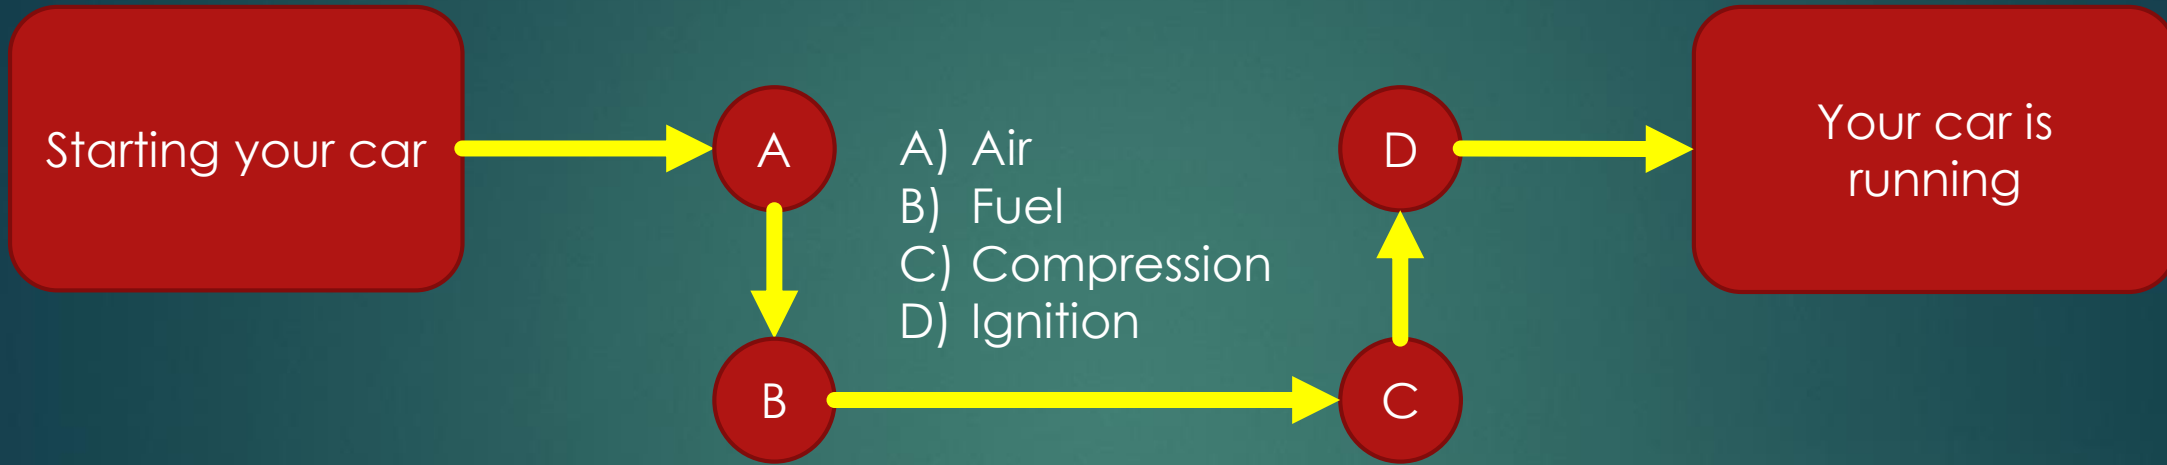 Starting your car
A
A) Air
B) Fuel
C) Compression
D) Ignition
B
C
D
Your car is
running